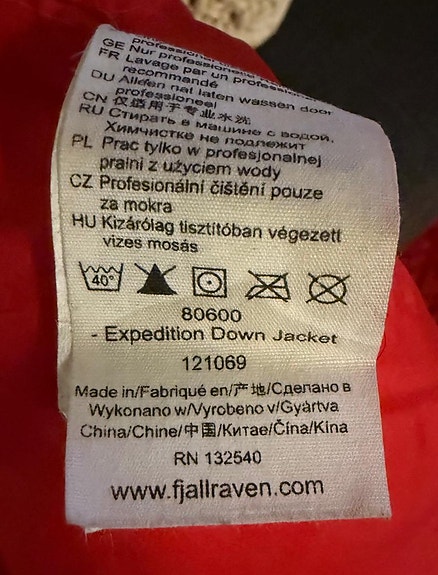 professional
GE Nur professionelle
FR Lavage par un professionnel
recommandé
DU Alléén nat laten wassen door
professioneel
CN 仅适用于专业水洗
RU Стирать в машине с водой.
Химчистке не подлежит
PL Prac tylko w profesjonalnej
pralni z użyciem wody
CZ Profesionální čištění pouze
za mokra
HU Kizárólag tisztítóban végezett
vizes mosás
40°
80600
- Expedition Down Jacket
121069
Made in/Fabriqué en/产地/Сделано в
Wykonano w/Vyrobeno v/Gyártva
China/Chine/中国/Китае/Čína/Kína
RN 132540
www.fjallraven.com